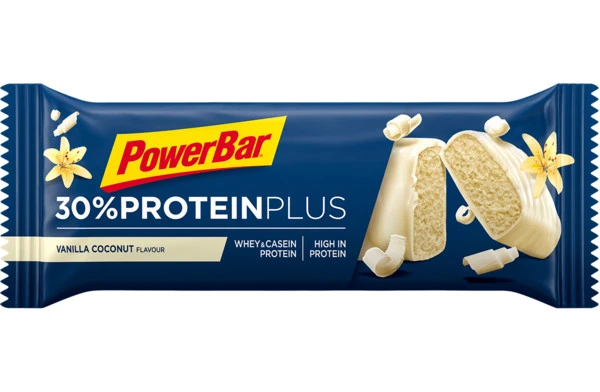 PowerBar®
30%PROTEINPLUS
VANILLA COCONUT FLAVOUR
WHEY&CASEIN PROTEIN
HIGH IN PROTEIN